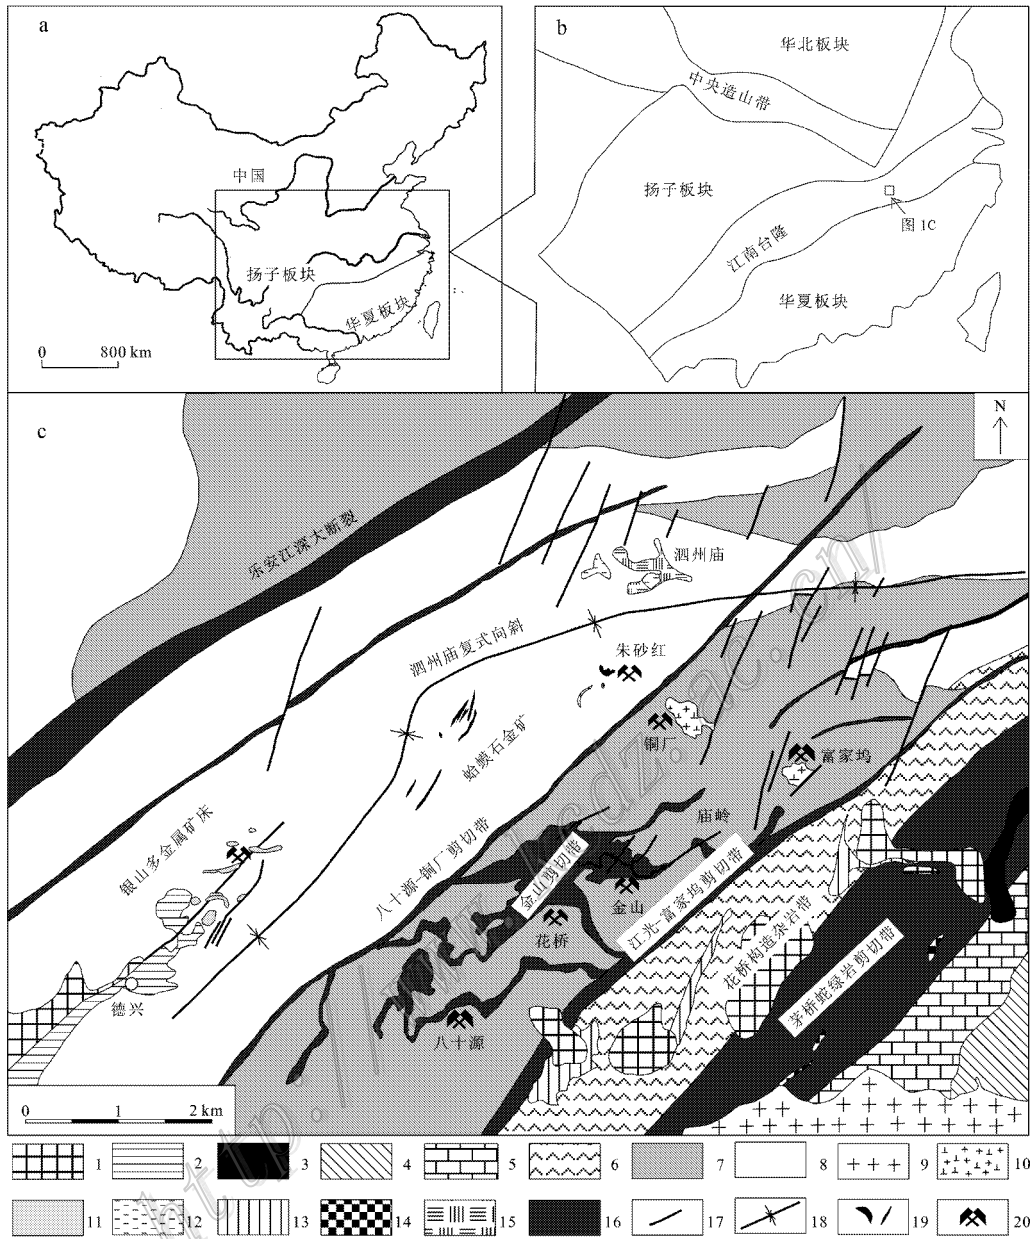 a
中国
扬子板块
华夏板块
0 800 km
b
华北板块
中央造山带
扬子板块
图 1C
江南台隆
华夏板块
c
N
乐安江深大断裂
泗州庙
泗州庙复式向斜
朱砂红
铜厂
蛤蟆石金矿
富家坞
庙岭
银山多金属矿床
八十源-铜厂剪切带
金山剪切带
金山
江光-富家坞剪切带
花桥
花桥构造杂岩带
茅桥蛇绿岩剪切带
德兴
八十源
0 1 2 km
1 2 3 4 5 6 7 8 9 10
11 12 13 14 15 16 17 18 19 20